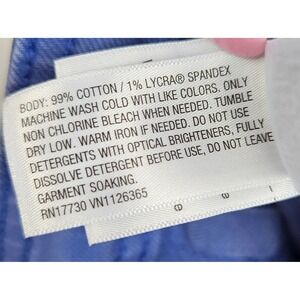 BODY: 99% COTTON / 1% LYCRA® SPANDEX
MACHINE WASH COLD WITH LIKE COLORS. ONLY
NON CHLORINE BLEACH WHEN NEEDED. TUMBLE
DRY LOW. WARM IRON IF NEEDED. DO NOT USE
DETERGENTS WITH OPTICAL BRIGHTENERS, FULLY
DISSOLVE DETERGENT BEFORE USE, DO NOT LEAVE
GARMENT SOAKING.
RN17730 VN1126365